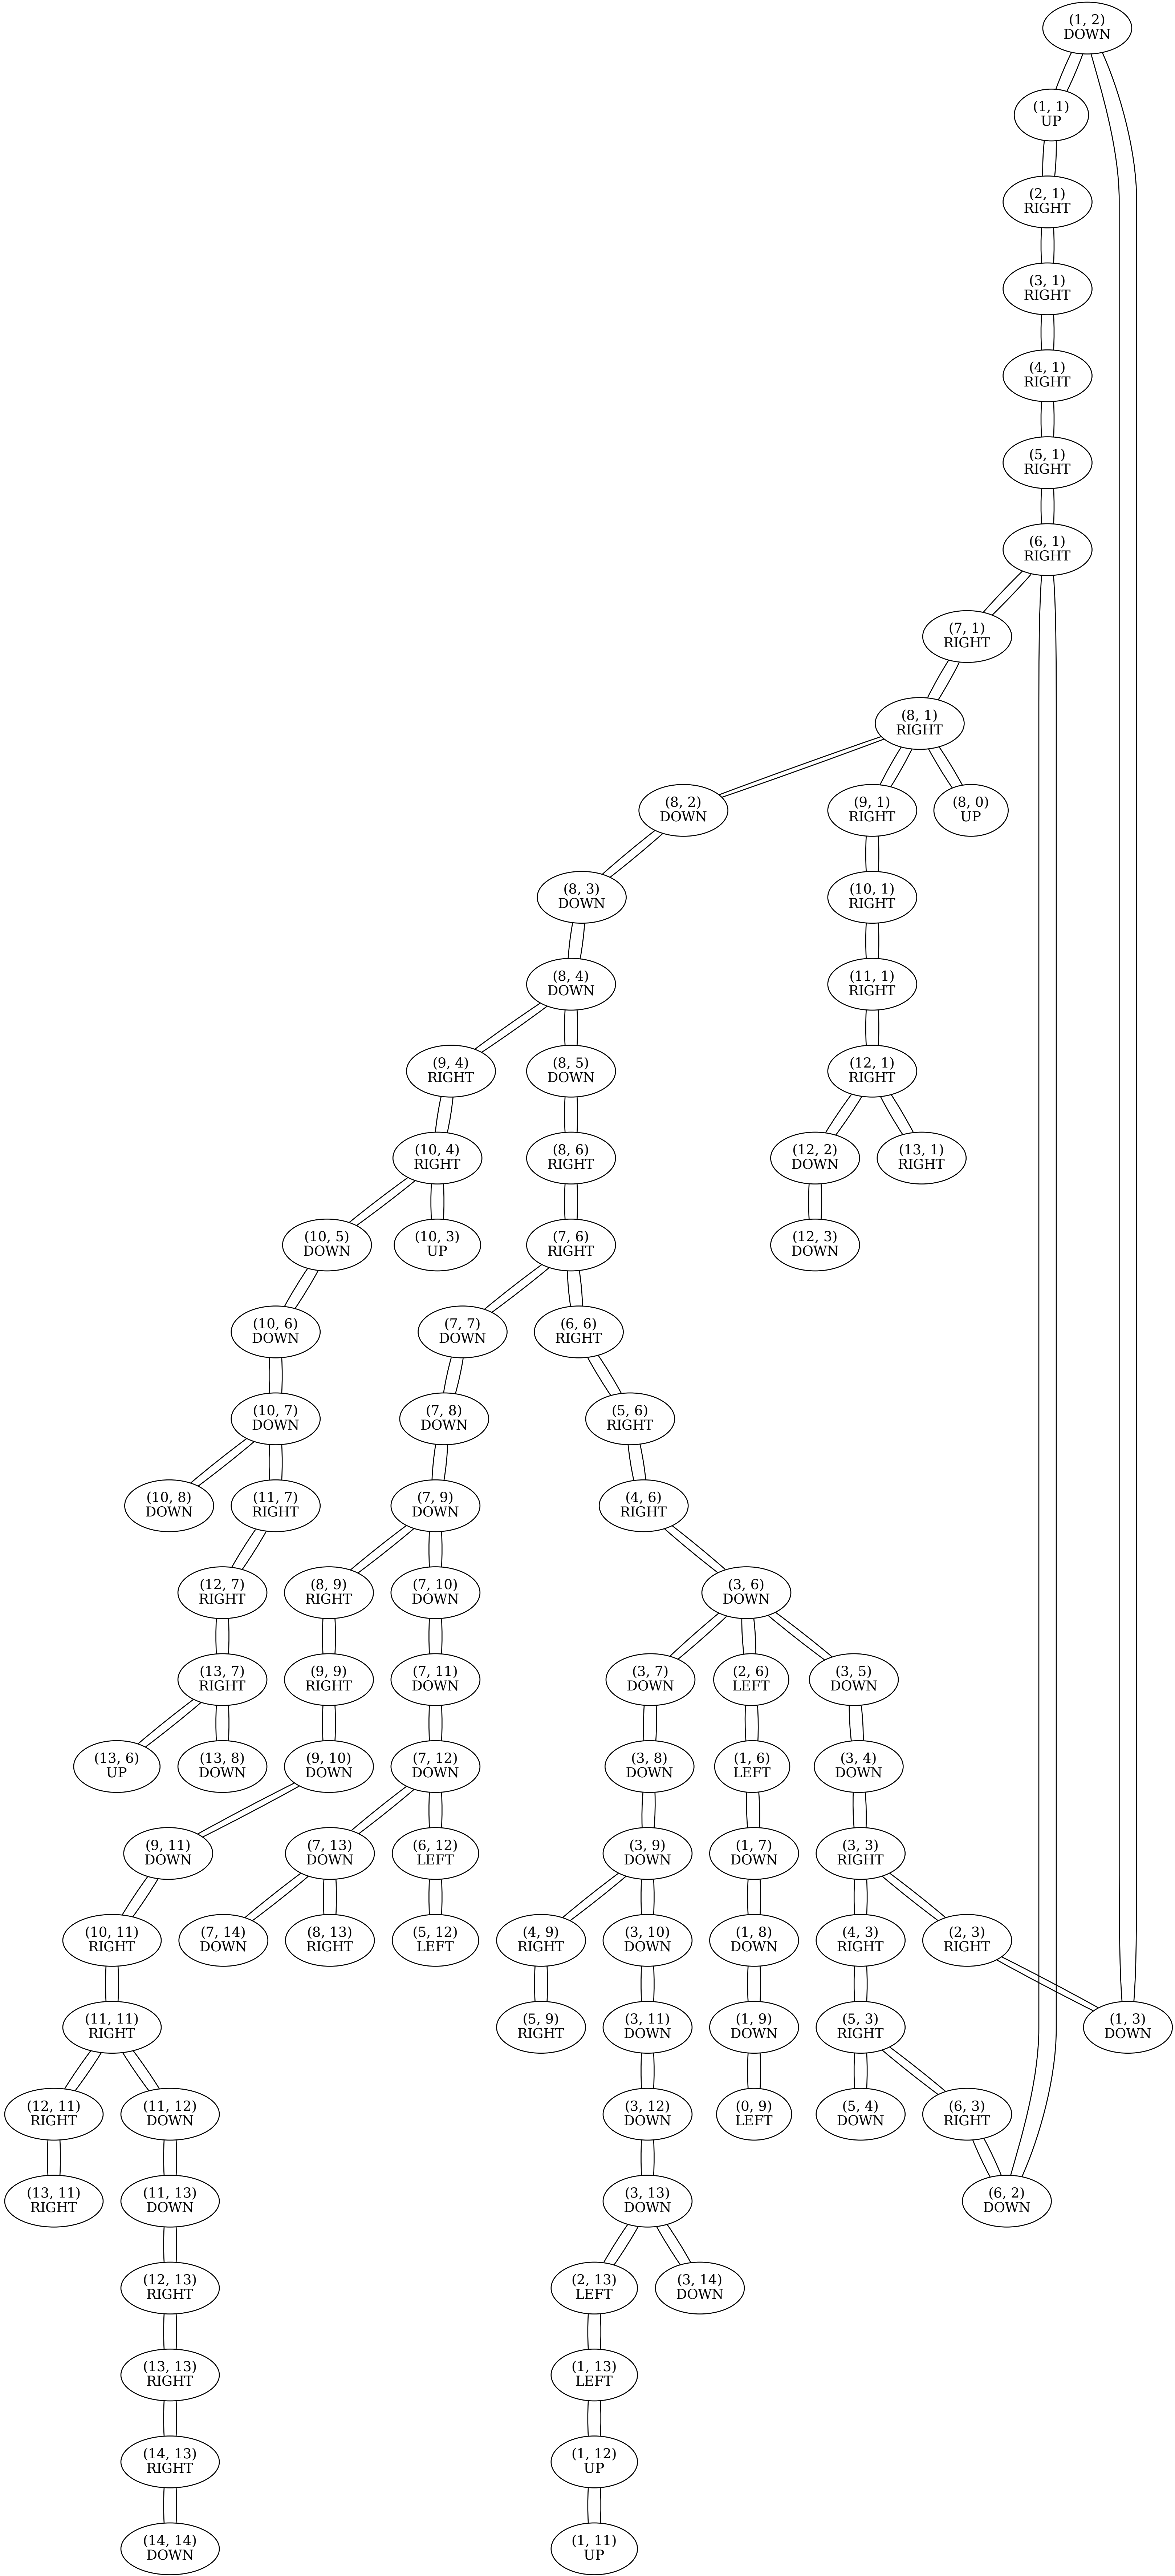 (1, 2)
DOWN
(1, 1)
UP
(2, 1)
RIGHT
(3, 1)
RIGHT
(4, 1)
RIGHT
(5, 1)
RIGHT
(6, 1)
RIGHT
(7, 1)
RIGHT
(8, 1)
RIGHT
(8, 2)
DOWN
(9, 1)
RIGHT
(8, 0)
UP
(8, 3)
DOWN
(10, 1)
RIGHT
(8, 4)
DOWN
(11, 1)
RIGHT
(9, 4)
RIGHT
(8, 5)
DOWN
(12, 1)
RIGHT
(10, 4)
RIGHT
(8, 6)
RIGHT
(12, 2)
DOWN
(13, 1)
RIGHT
(10, 5)
DOWN
(10, 3)
UP
(7, 6)
RIGHT
(12, 3)
DOWN
(10, 6)
DOWN
(7, 7)
DOWN
(6, 6)
RIGHT
(10, 7)
DOWN
(7, 8)
DOWN
(5, 6)
RIGHT
(10, 8)
DOWN
(11, 7)
RIGHT
(7, 9)
DOWN
(4, 6)
RIGHT
(12, 7)
RIGHT
(8, 9)
RIGHT
(7, 10)
DOWN
(3, 6)
DOWN
(13, 7)
RIGHT
(9, 9)
RIGHT
(7, 11)
DOWN
(3, 7)
DOWN
(2, 6)
LEFT
(3, 5)
DOWN
(13, 6)
UP
(13, 8)
DOWN
(9, 10)
DOWN
(7, 12)
DOWN
(3, 8)
DOWN
(1, 6)
LEFT
(3, 4)
DOWN
(9, 11)
DOWN
(7, 13)
DOWN
(6, 12)
LEFT
(3, 9)
DOWN
(1, 7)
DOWN
(3, 3)
RIGHT
(10, 11)
RIGHT
(7, 14)
DOWN
(8, 13)
RIGHT
(5, 12)
LEFT
(4, 9)
RIGHT
(3, 10)
DOWN
(1, 8)
DOWN
(4, 3)
RIGHT
(2, 3)
RIGHT
(11, 11)
RIGHT
(5, 9)
RIGHT
(3, 11)
DOWN
(1, 9)
DOWN
(5, 3)
RIGHT
(1, 3)
DOWN
(12, 11)
RIGHT
(11, 12)
DOWN
(3, 12)
DOWN
(0, 9)
LEFT
(5, 4)
DOWN
(6, 3)
RIGHT
(13, 11)
RIGHT
(11, 13)
DOWN
(3, 13)
DOWN
(6, 2)
DOWN
(12, 13)
RIGHT
(2, 13)
LEFT
(3, 14)
DOWN
(13, 13)
RIGHT
(1, 13)
LEFT
(14, 13)
RIGHT
(1, 12)
UP
(14, 14)
DOWN
(1, 11)
UP